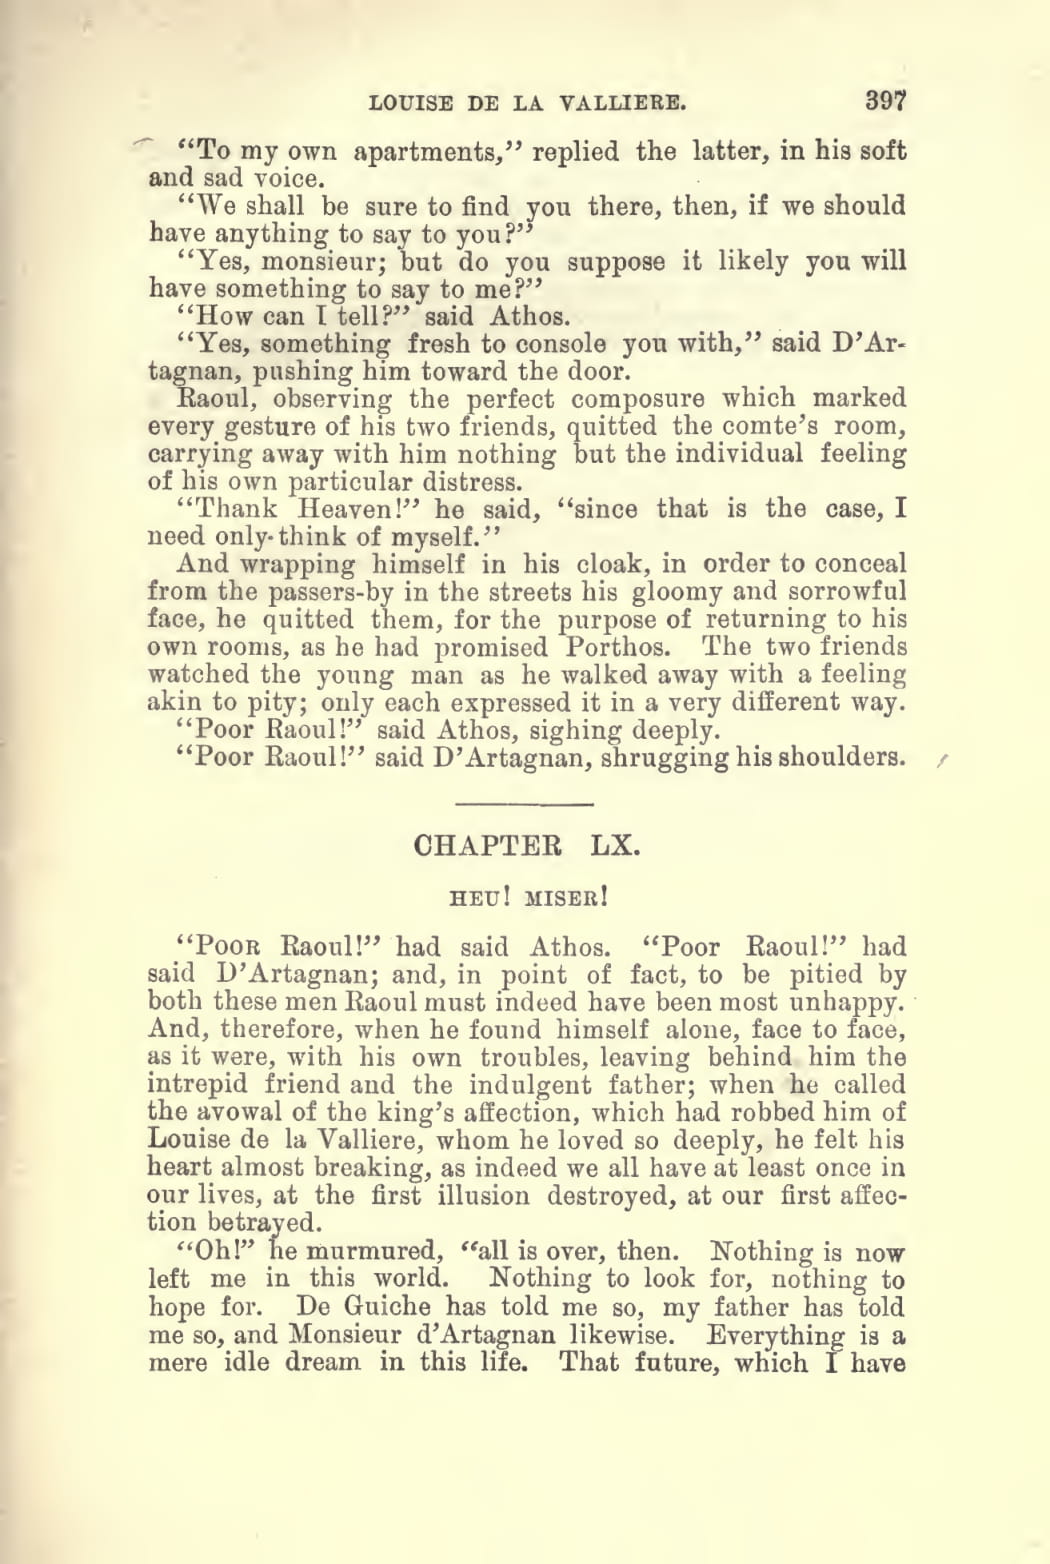 LOUISE DE LA VALLIERE. 397
“To my own apartments,” replied the latter, in his soft
and sad voice.
“We shall be sure to find you there, then, if we should
have anything to say to you?”
“Yes, monsieur; but do you suppose it likely you will
have something to say to me?”
“How can I tell?” said Athos.
“Yes, something fresh to console you with,” said D’Ar-
tagnan, pushing him toward the door.
Raoul, observing the perfect composure which marked
every gesture of his two friends, quitted the comte’s room,
carrying away with him nothing but the individual feeling
of his own particular distress.
“Thank Heaven!” he said, “since that is the case, I
need only think of myself.”
And wrapping himself in his cloak, in order to conceal
from the passers-by in the streets his gloomy and sorrowful
face, he quitted them, for the purpose of returning to his
own rooms, as he had promised Porthos. The two friends
watched the young man as he walked away with a feeling
akin to pity; only each expressed it in a very different way.
“Poor Raoul!” said Athos, sighing deeply.
“Poor Raoul!” said D’Artagnan, shrugging his shoulders.
CHAPTER LX.
HEU! MISER!
“POOR Raoul!” had said Athos. “Poor Raoul!” had
said D’Artagnan; and, in point of fact, to be pitied by
both these men Raoul must indeed have been most unhappy.
And, therefore, when he found himself alone, face to face,
as it were, with his own troubles, leaving behind him the
intrepid friend and the indulgent father; when he called
the avowal of the king’s affection, which had robbed him of
Louise de la Valliere, whom he loved so deeply, he felt his
heart almost breaking, as indeed we all have at least once in
our lives, at the first illusion destroyed, at our first affec-
tion betrayed.
“Oh!” he murmured, “all is over, then. Nothing is now
left me in this world. Nothing to look for, nothing to
hope for. De Guiche has told me so, my father has told
me so, and Monsieur d’Artagnan likewise. Everything is a
mere idle dream in this life. That future, which I have